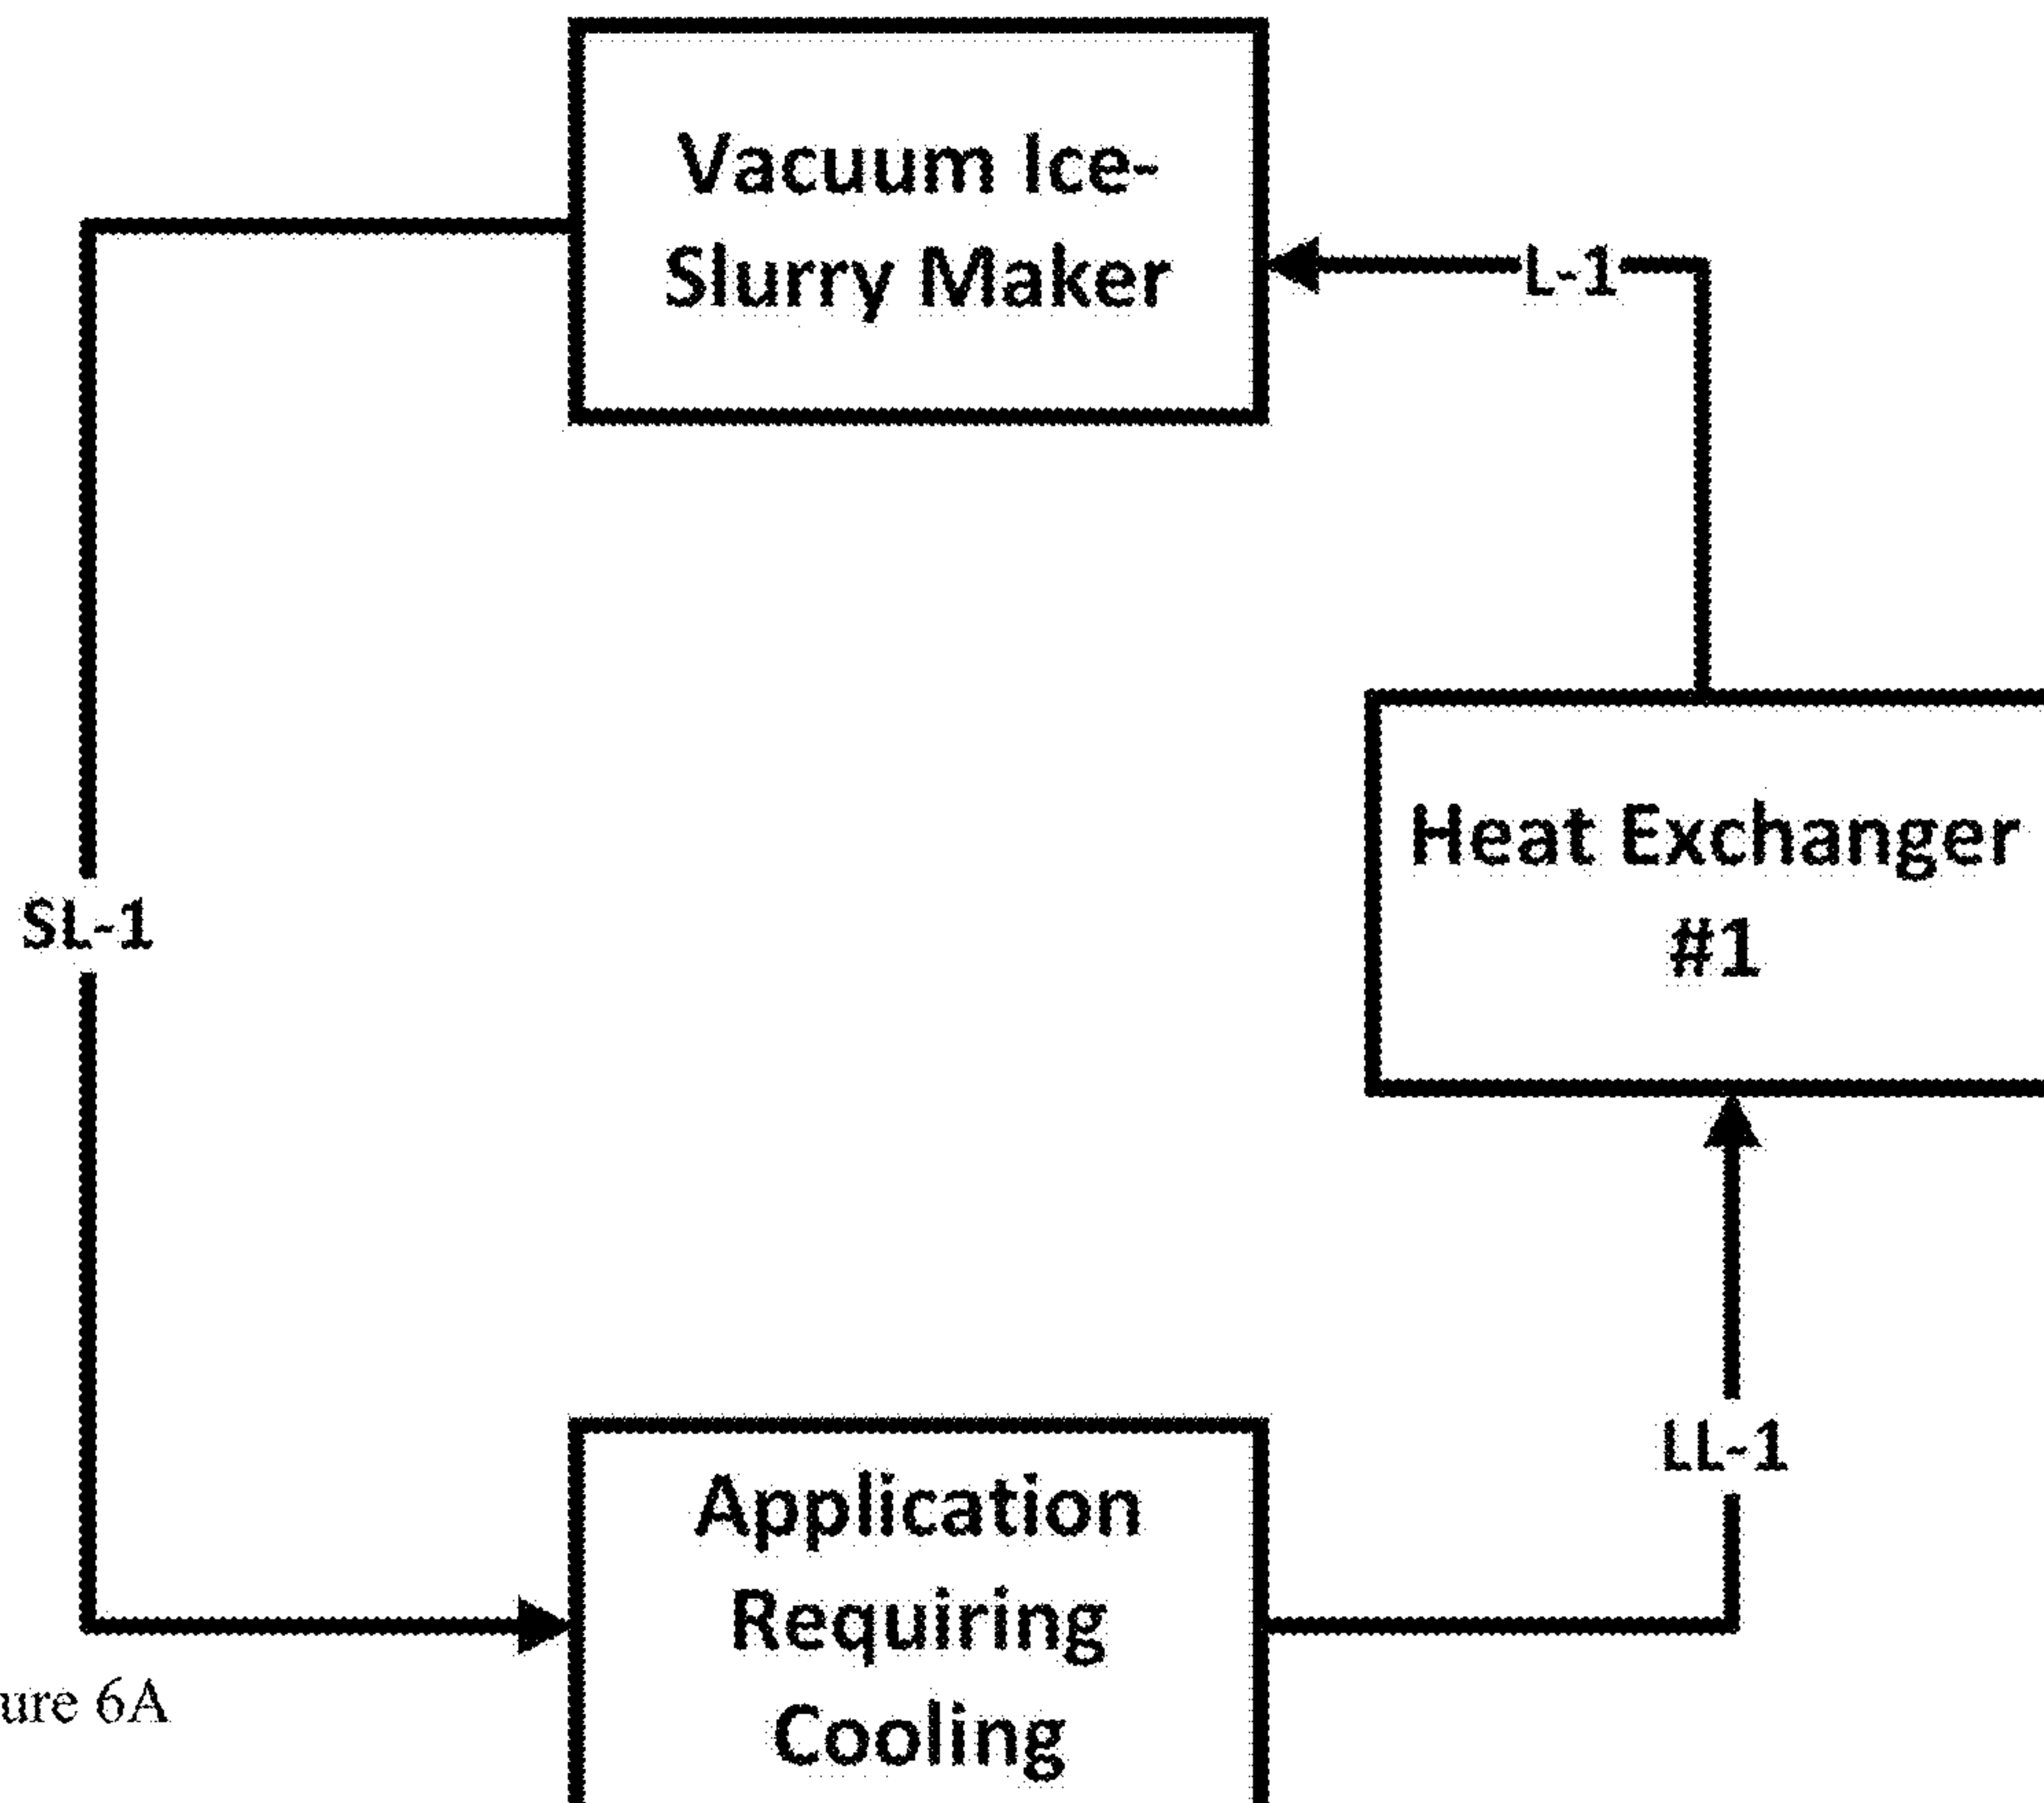 Vacuum Ice-
Slurry Maker
L-1
Heat Exchanger
#1
SL-1
LL-1
Application
Requiring
Cooling
ure 6A